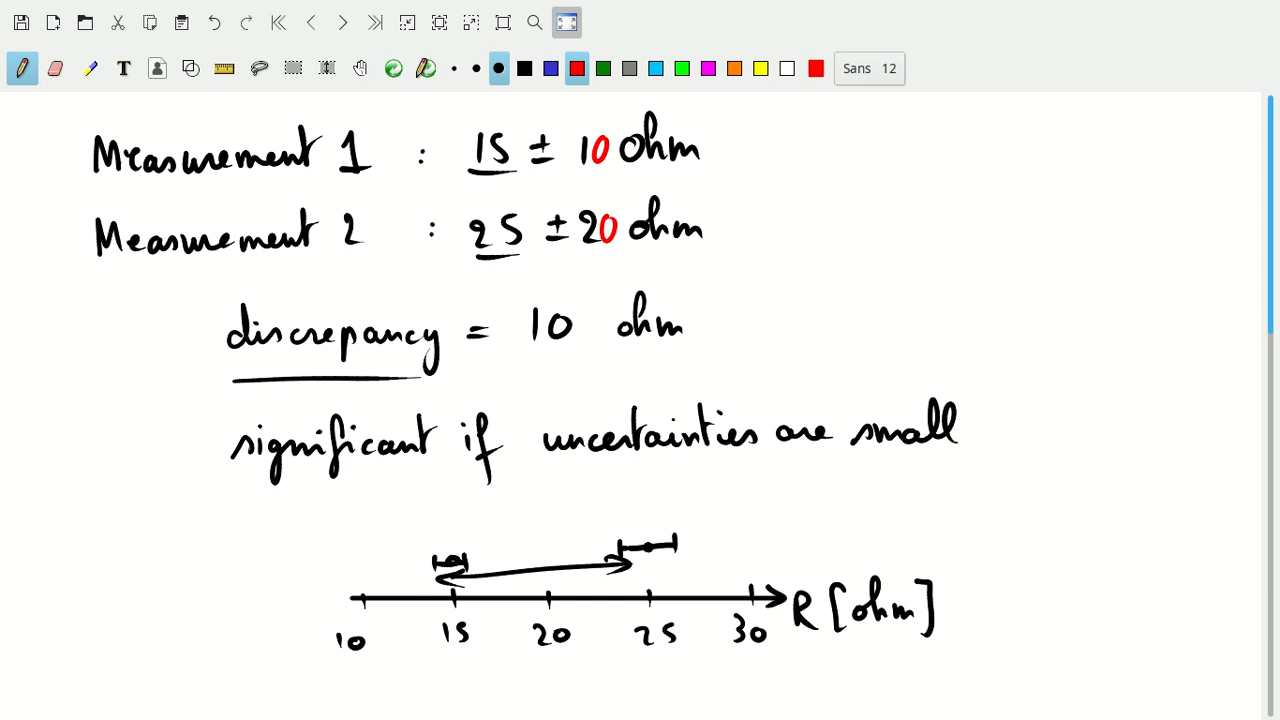 Sans 12
Measurement 1 : 15 ± 10 ohm
Measurement 2 : 25 ± 20 ohm
discrepancy = 10 ohm
significant if uncertainties are small
R [ohm]
10 15 20 25 30